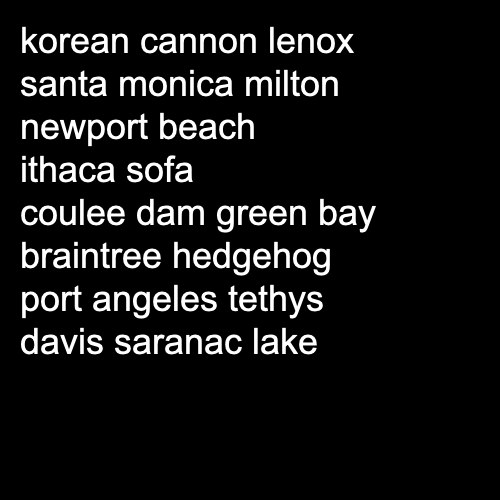 korean cannon lenox
santa monica milton
newport beach
ithaca sofa
coulee dam green bay
braintree hedgehog
port angeles tethys
davis saranac lake